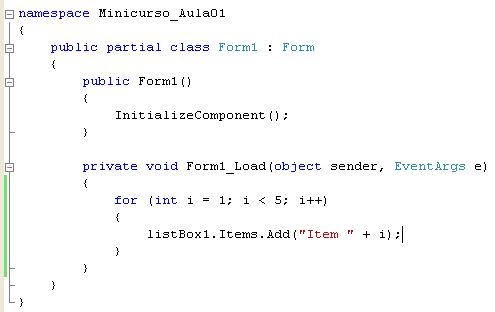 namespace Minicurso_Aula01
{
    public partial class Form1 : Form
    {
        public Form1()
        {
            InitializeComponent();
        }

        private void Form1_Load(object sender, EventArgs e)
        {
            for (int i = 1; i < 5; i++)
            {
                listBox1.Items.Add("Item " + i);
            }
        }
    }
}